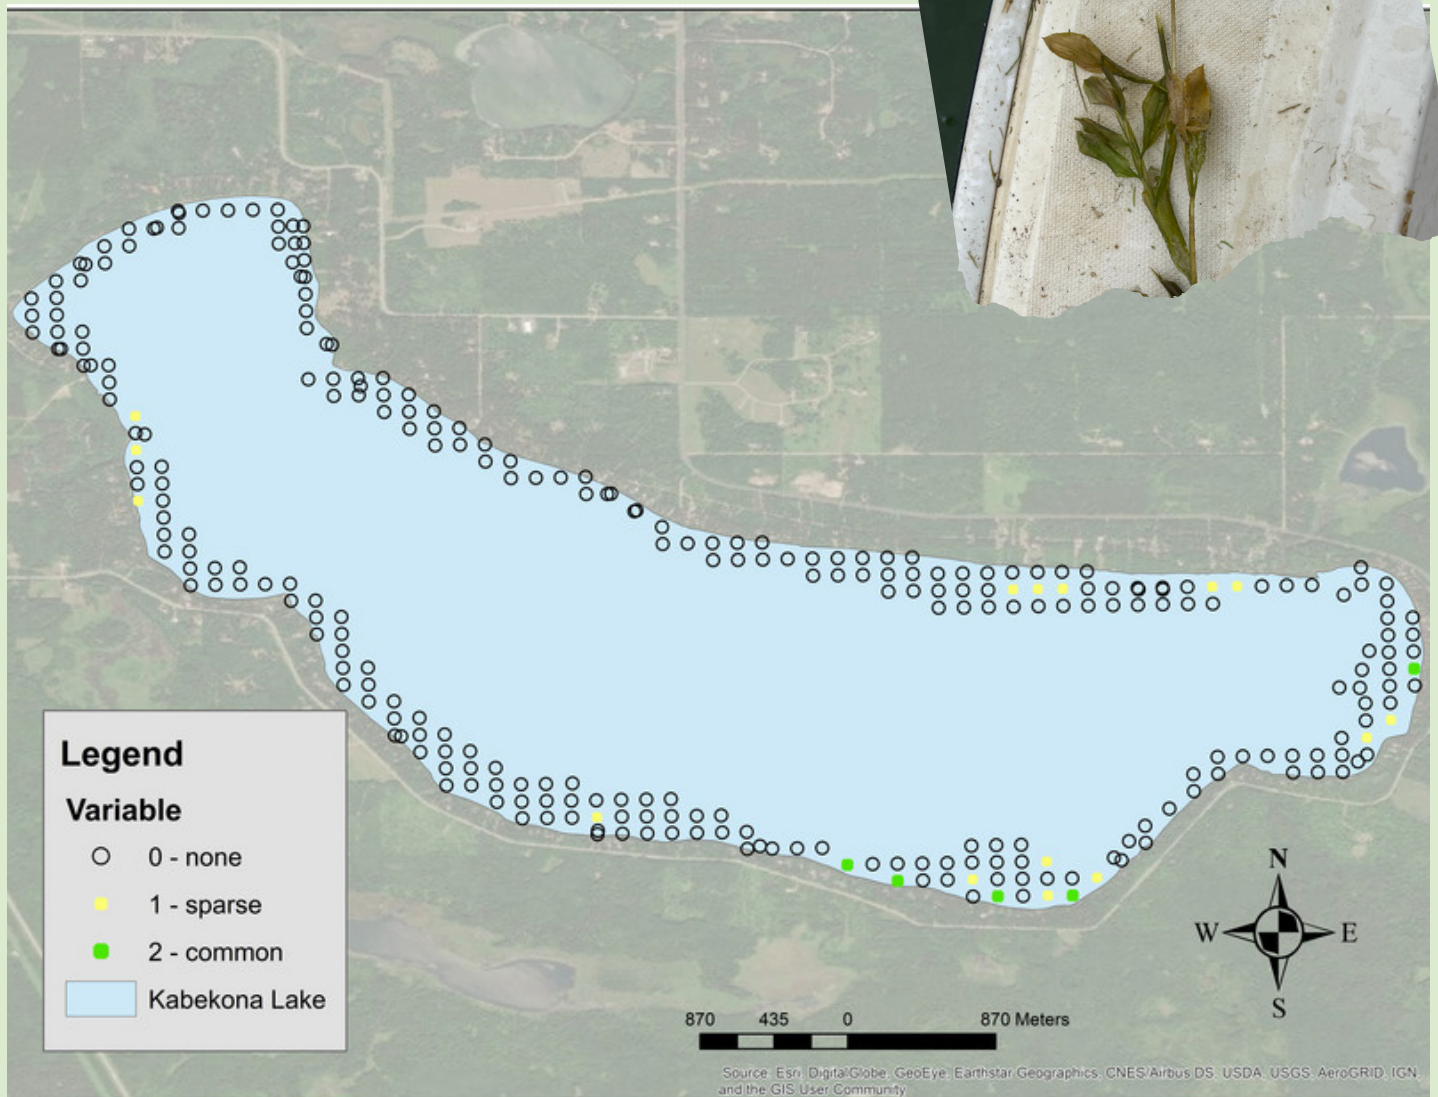 Legend
Variable
0 - none
1 - sparse
2 - common
Kabekona Lake
N
W E
S
870 435 0 870 Meters
Source: Esri, DigitalGlobe, GeoEye, Earthstar Geographics, CNES/Airbus DS, USDA, USGS, AeroGRID, IGN,
and the GIS User Community